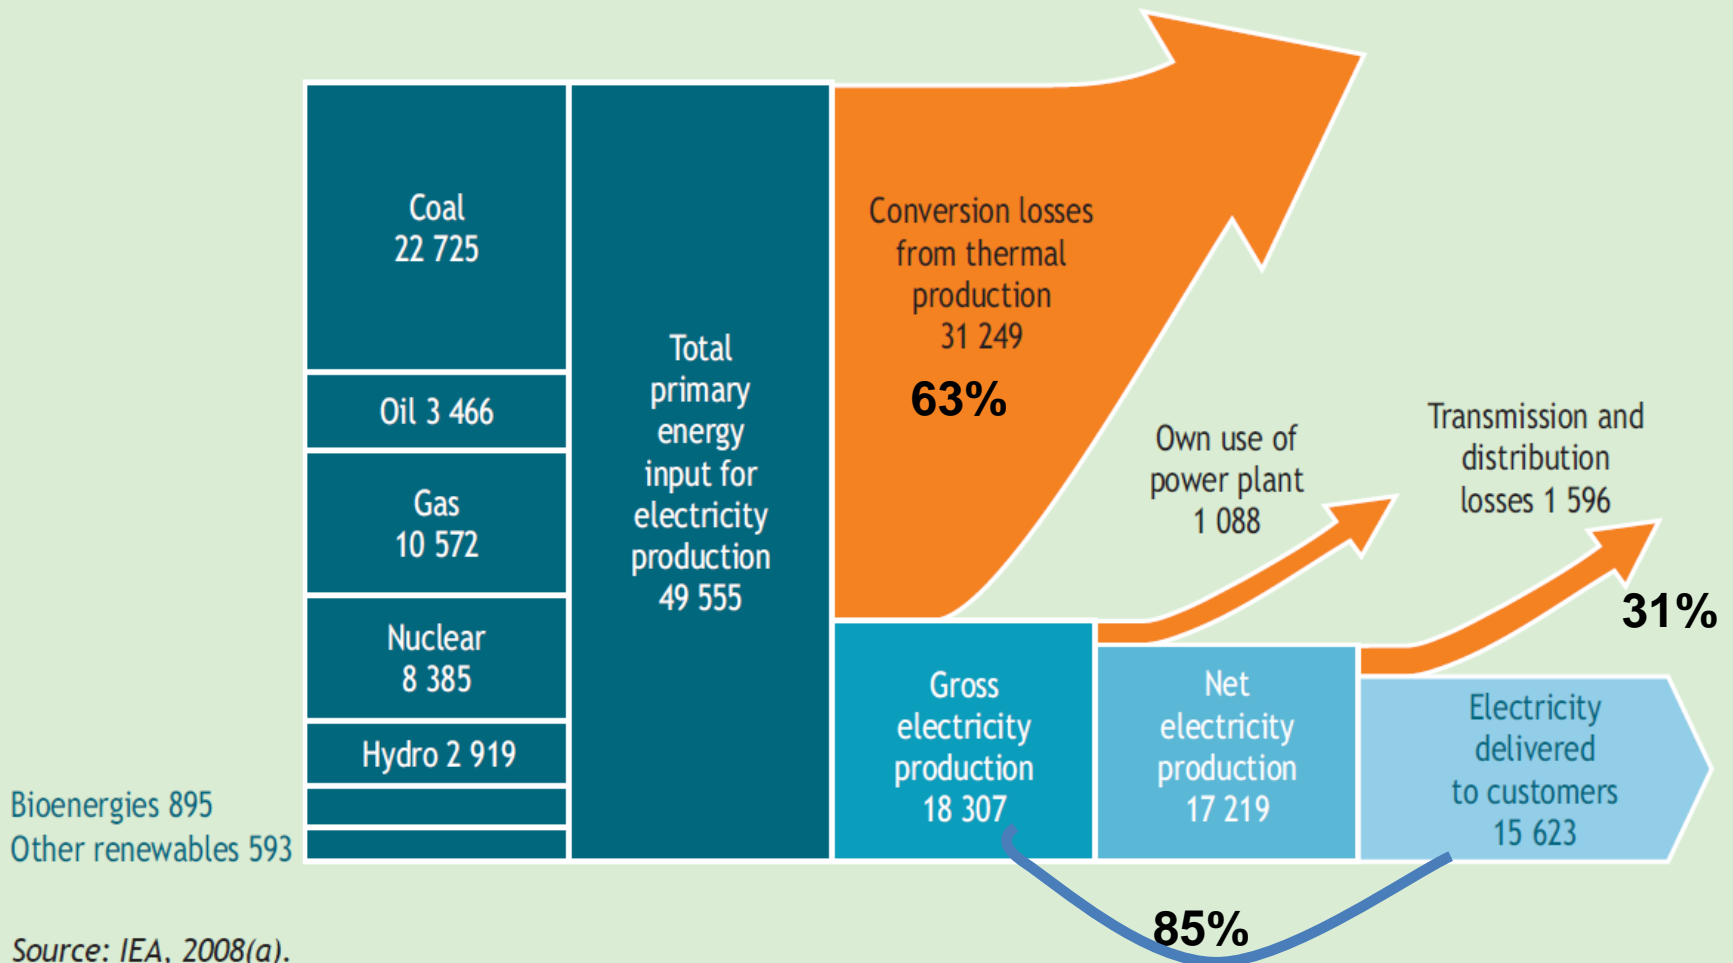 Coal
22 725
Oil 3 466
Gas
10 572
Nuclear
8 385
Hydro 2 919
Bioenergies 895
Other renewables 593
Total
primary
energy
input for
electricity
production
49 555
Conversion losses
from thermal
production
31 249
63%
Own use of
power plant
1 088
Transmission and
distribution
losses 1 596
31%
Gross
electricity
production
18 307
Net
electricity
production
17 219
Electricity
delivered
to customers
15 623
85%
Source: IEA, 2008(a).